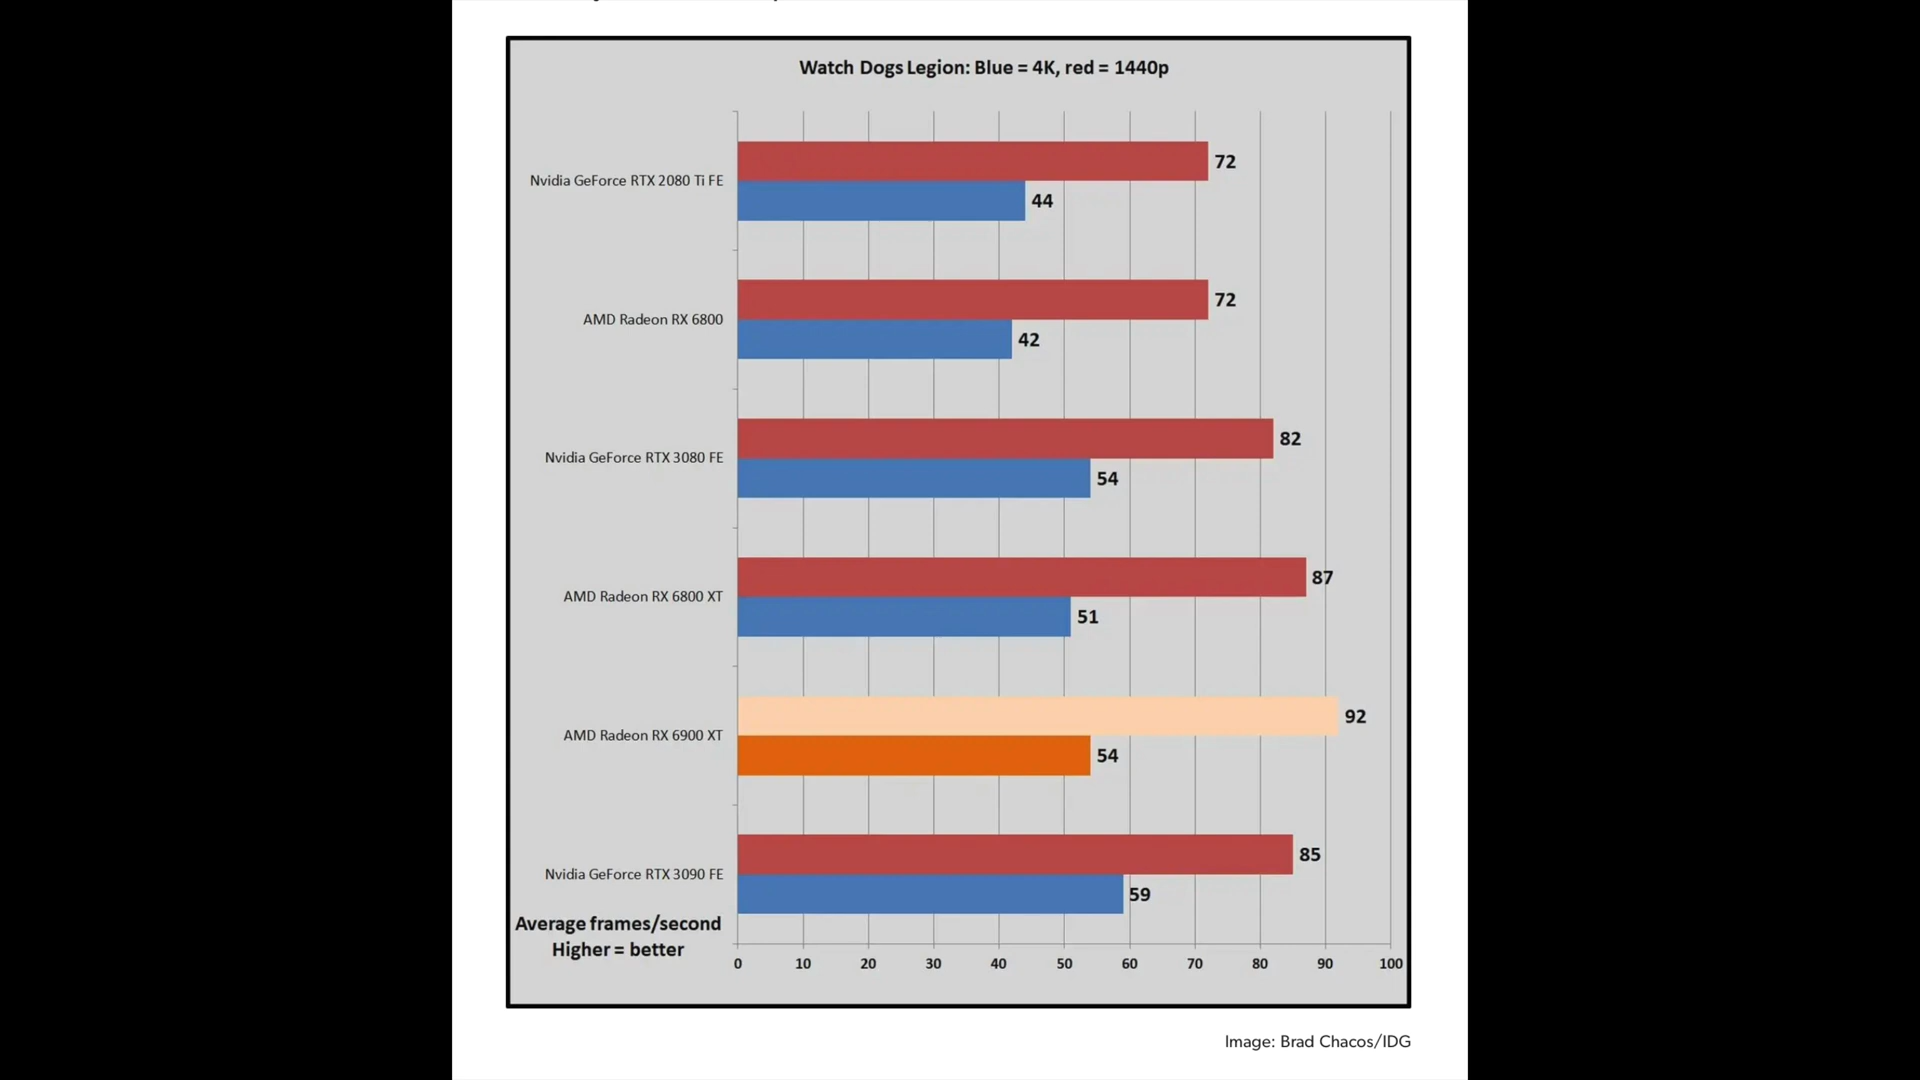 Watch Dogs Legion: Blue = 4K, red = 1440p
Nvidia GeForce RTX 2080 Ti FE
72
44
AMD Radeon RX 6800
72
42
Nvidia GeForce RTX 3080 FE
82
54
AMD Radeon RX 6800 XT
87
51
AMD Radeon RX 6900 XT
92
54
Nvidia GeForce RTX 3090 FE
85
59
Average frames/second
Higher = better
0 10 20 30 40 50 60 70 80 90 100
Image: Brad Chacos/IDG